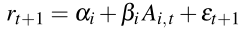 r_{t+1} = α_i + β_i A_{i,t} + ε_{t+1}